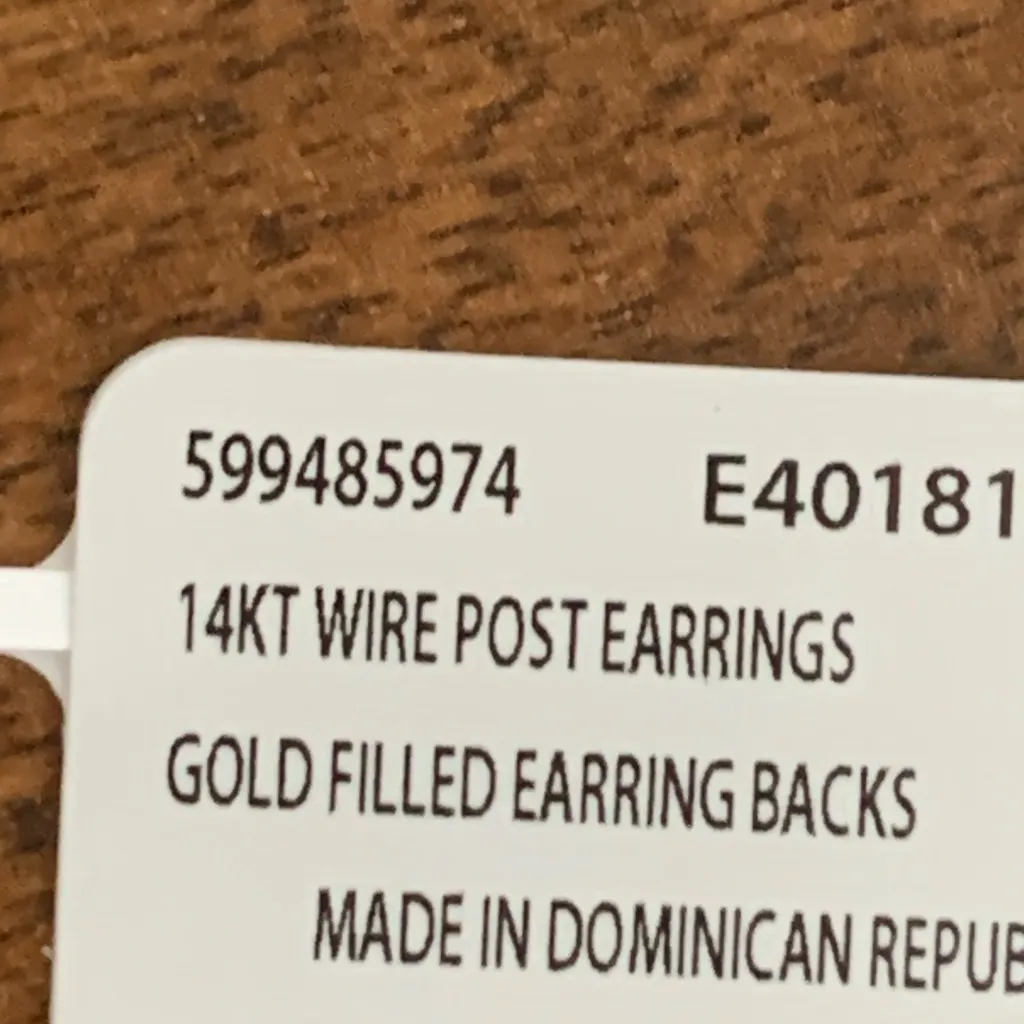 599485974 E40181
14KT WIRE POST EARRINGS
GOLD FILLED EARRING BACKS
MADE IN DOMINICAN REPUB